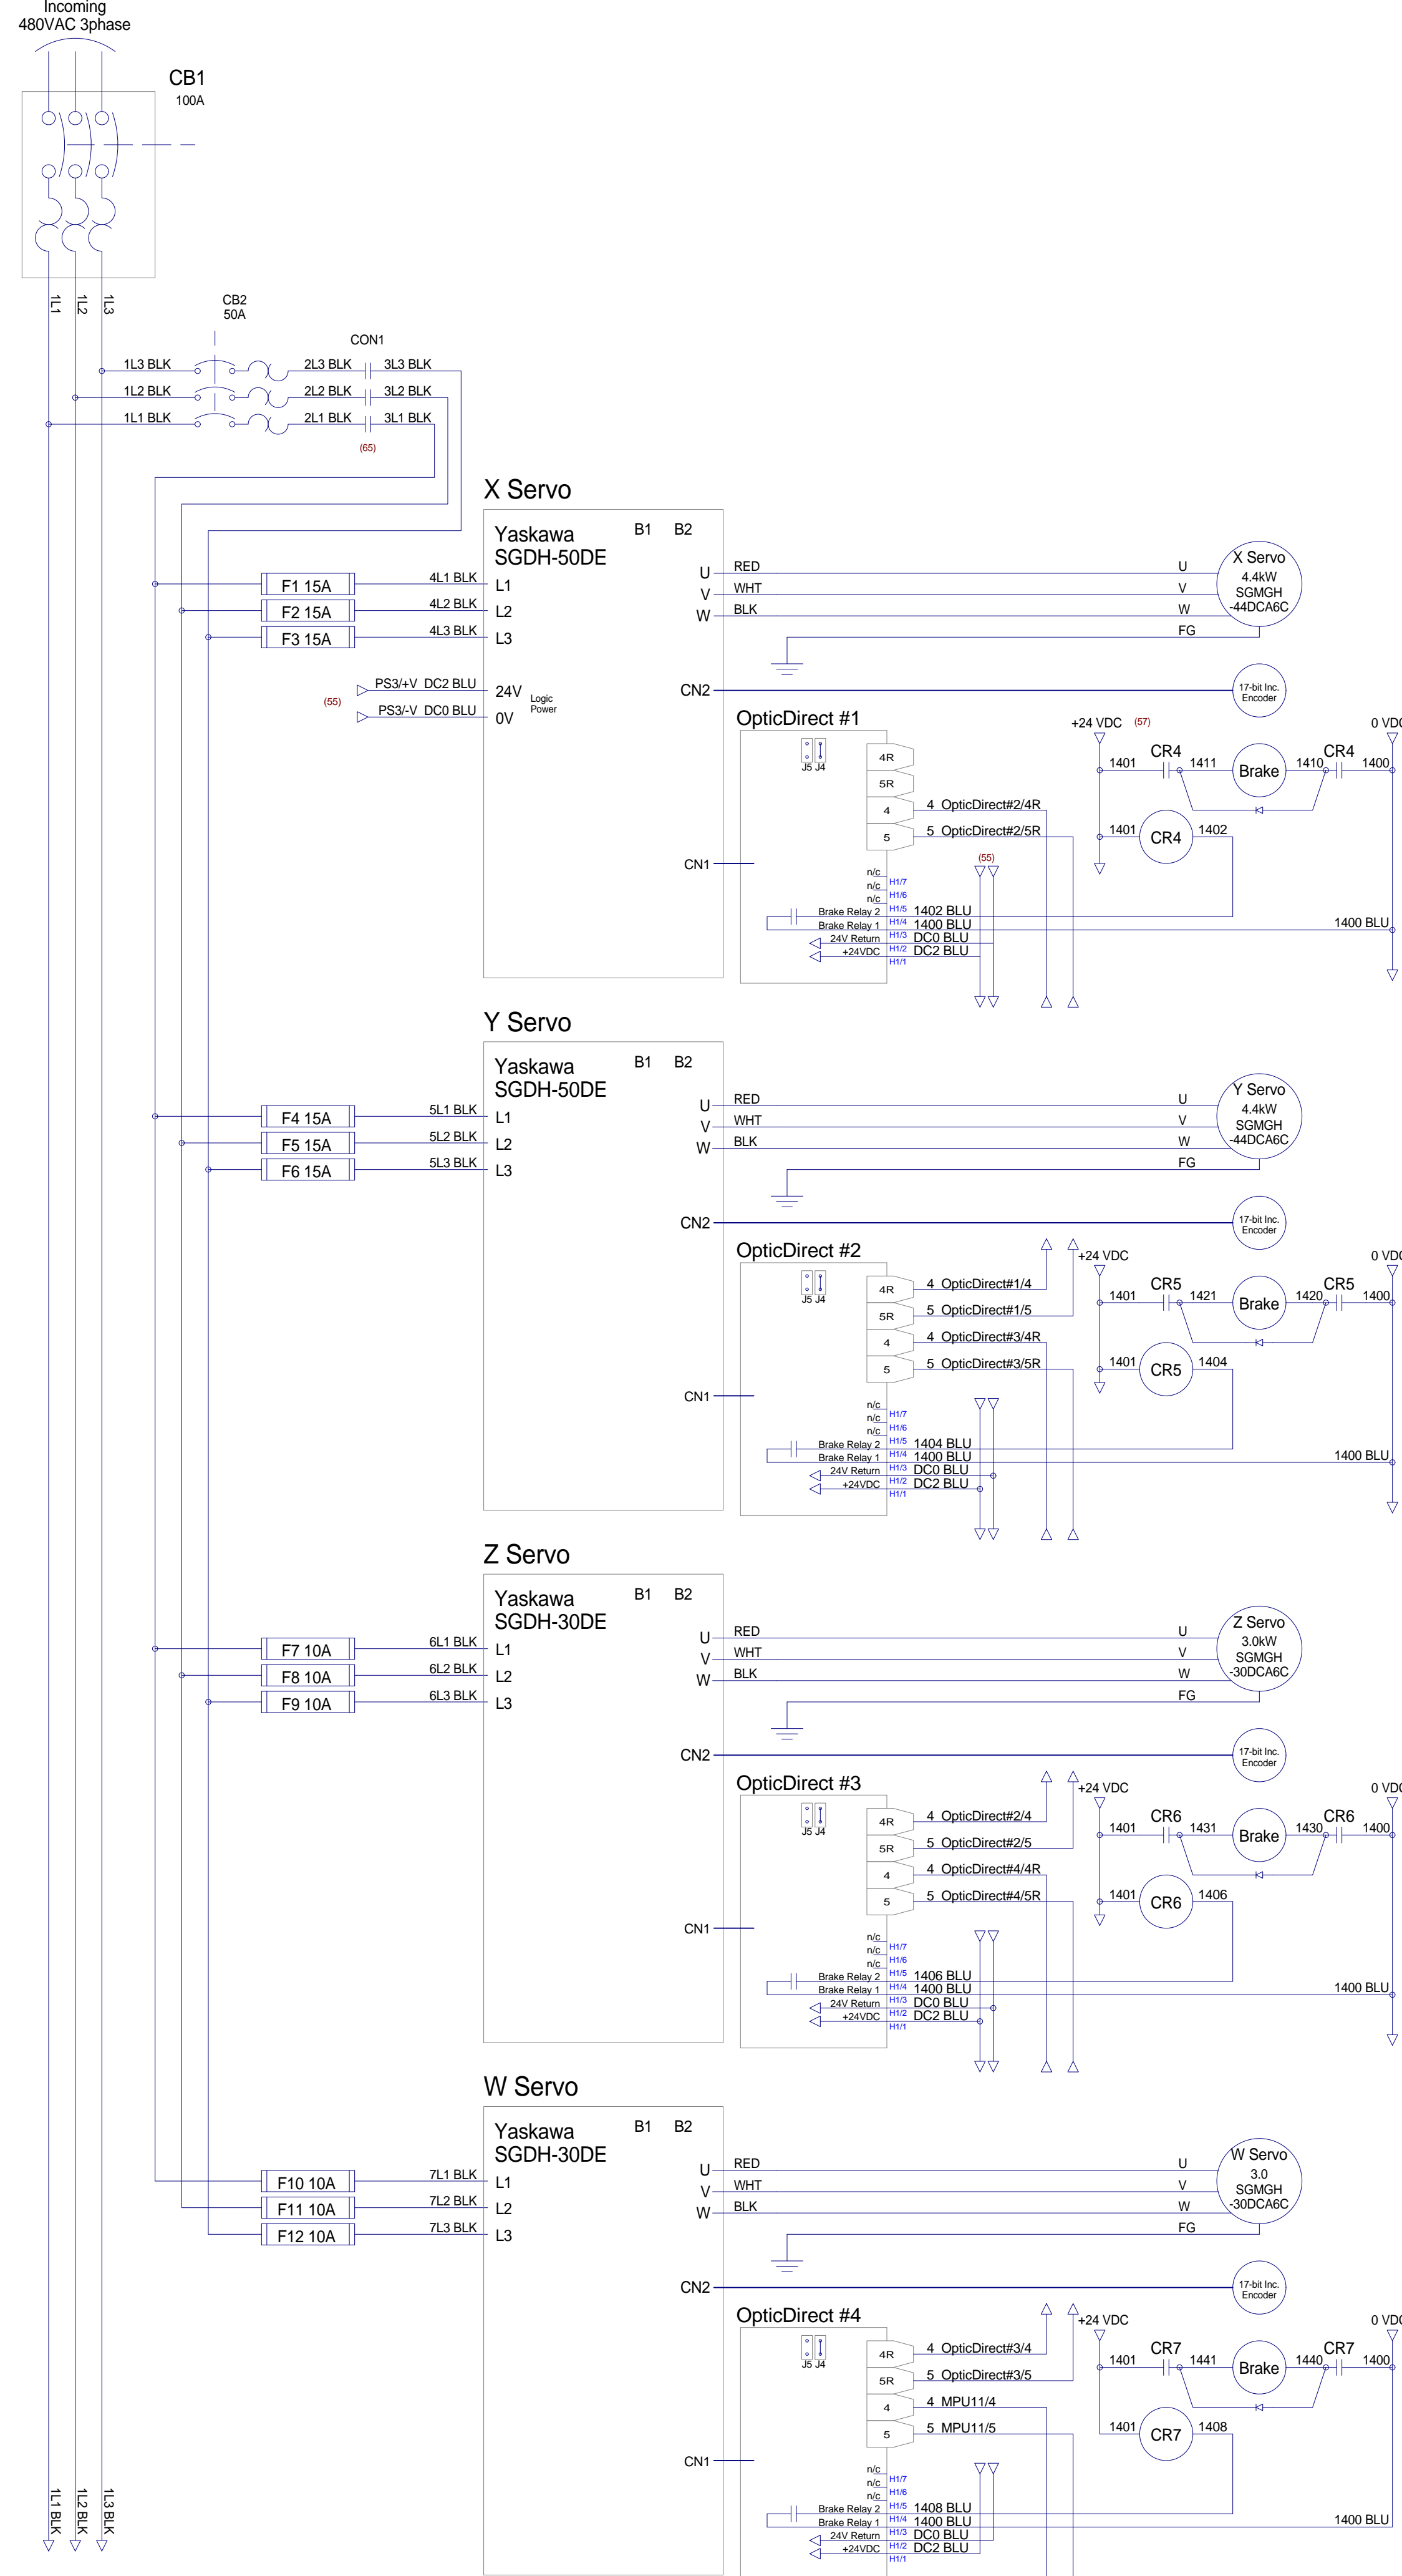 Incoming
480VAC 3phase
CB1
100A
1L1
1L2
1L3
CB2
50A
CON1
1L3 BLK
2L3 BLK
3L3 BLK
1L2 BLK
2L2 BLK
3L2 BLK
1L1 BLK
2L1 BLK
3L1 BLK
(65)
X Servo
Yaskawa
SGDH-50DE
B1 B2
F1 15A
4L1 BLK
L1
F2 15A
4L2 BLK
L2
F3 15A
4L3 BLK
L3
(55)
PS3/+V DC2 BLU
24V
PS3/-V DC0 BLU
0V
Logic
Power
U RED U
V WHT V
W BLK W
FG
X Servo
4.4kW
SGMGH
-44DCA6C
CN2
17-bit Inc.
Encoder
OpticDirect #1
J5 J4
4R
5R
4
4 OpticDirect#2/4R
5
5 OpticDirect#2/5R
(55)
CN1
n/c
H1/7
n/c
H1/6
n/c
Brake Relay 2
H1/5
1402 BLU
Brake Relay 1
H1/4
1400 BLU
24V Return
H1/3
DC0 BLU
+24VDC
H1/2
DC2 BLU
H1/1
+24 VDC
(57)
0 VDC
1401
CR4
1411
Brake
1410
CR4
1400
1401
CR4
1402
1400 BLU
Y Servo
Yaskawa
SGDH-50DE
B1 B2
F4 15A
5L1 BLK
L1
F5 15A
5L2 BLK
L2
F6 15A
5L3 BLK
L3
U RED U
V WHT V
W BLK W
FG
Y Servo
4.4kW
SGMGH
-44DCA6C
CN2
17-bit Inc.
Encoder
OpticDirect #2
J5 J4
4R
4 OpticDirect#1/4
5R
5 OpticDirect#1/5
4
4 OpticDirect#3/4R
5
5 OpticDirect#3/5R
CN1
n/c
H1/7
n/c
H1/6
n/c
Brake Relay 2
H1/5
1404 BLU
Brake Relay 1
H1/4
1400 BLU
24V Return
H1/3
DC0 BLU
+24VDC
H1/2
DC2 BLU
H1/1
+24 VDC
0 VDC
1401
CR5
1421
Brake
1420
CR5
1400
1401
CR5
1404
1400 BLU
Z Servo
Yaskawa
SGDH-30DE
B1 B2
F7 10A
6L1 BLK
L1
F8 10A
6L2 BLK
L2
F9 10A
6L3 BLK
L3
U RED U
V WHT V
W BLK W
FG
Z Servo
3.0kW
SGMGH
-30DCA6C
CN2
17-bit Inc.
Encoder
OpticDirect #3
J5 J4
4R
4 OpticDirect#2/4
5R
5 OpticDirect#2/5
4
4 OpticDirect#4/4R
5
5 OpticDirect#4/5R
CN1
n/c
H1/7
n/c
H1/6
n/c
Brake Relay 2
H1/5
1406 BLU
Brake Relay 1
H1/4
1400 BLU
24V Return
H1/3
DC0 BLU
+24VDC
H1/2
DC2 BLU
H1/1
+24 VDC
0 VDC
1401
CR6
1431
Brake
1430
CR6
1400
1401
CR6
1406
1400 BLU
W Servo
Yaskawa
SGDH-30DE
B1 B2
F10 10A
7L1 BLK
L1
F11 10A
7L2 BLK
L2
F12 10A
7L3 BLK
L3
U RED U
V WHT V
W BLK W
FG
W Servo
3.0
SGMGH
-30DCA6C
CN2
17-bit Inc.
Encoder
OpticDirect #4
J5 J4
4R
4 OpticDirect#3/4
5R
5 OpticDirect#3/5
4
4 MPU11/4
5
5 MPU11/5
CN1
n/c
H1/7
n/c
H1/6
n/c
Brake Relay 2
H1/5
1408 BLU
Brake Relay 1
H1/4
1400 BLU
24V Return
H1/3
DC0 BLU
+24VDC
H1/2
DC2 BLU
H1/1
+24 VDC
0 VDC
1401
CR7
1441
Brake
1440
CR7
1400
1401
CR7
1408
1400 BLU
1L1 BLK
1L2 BLK
1L3 BLK